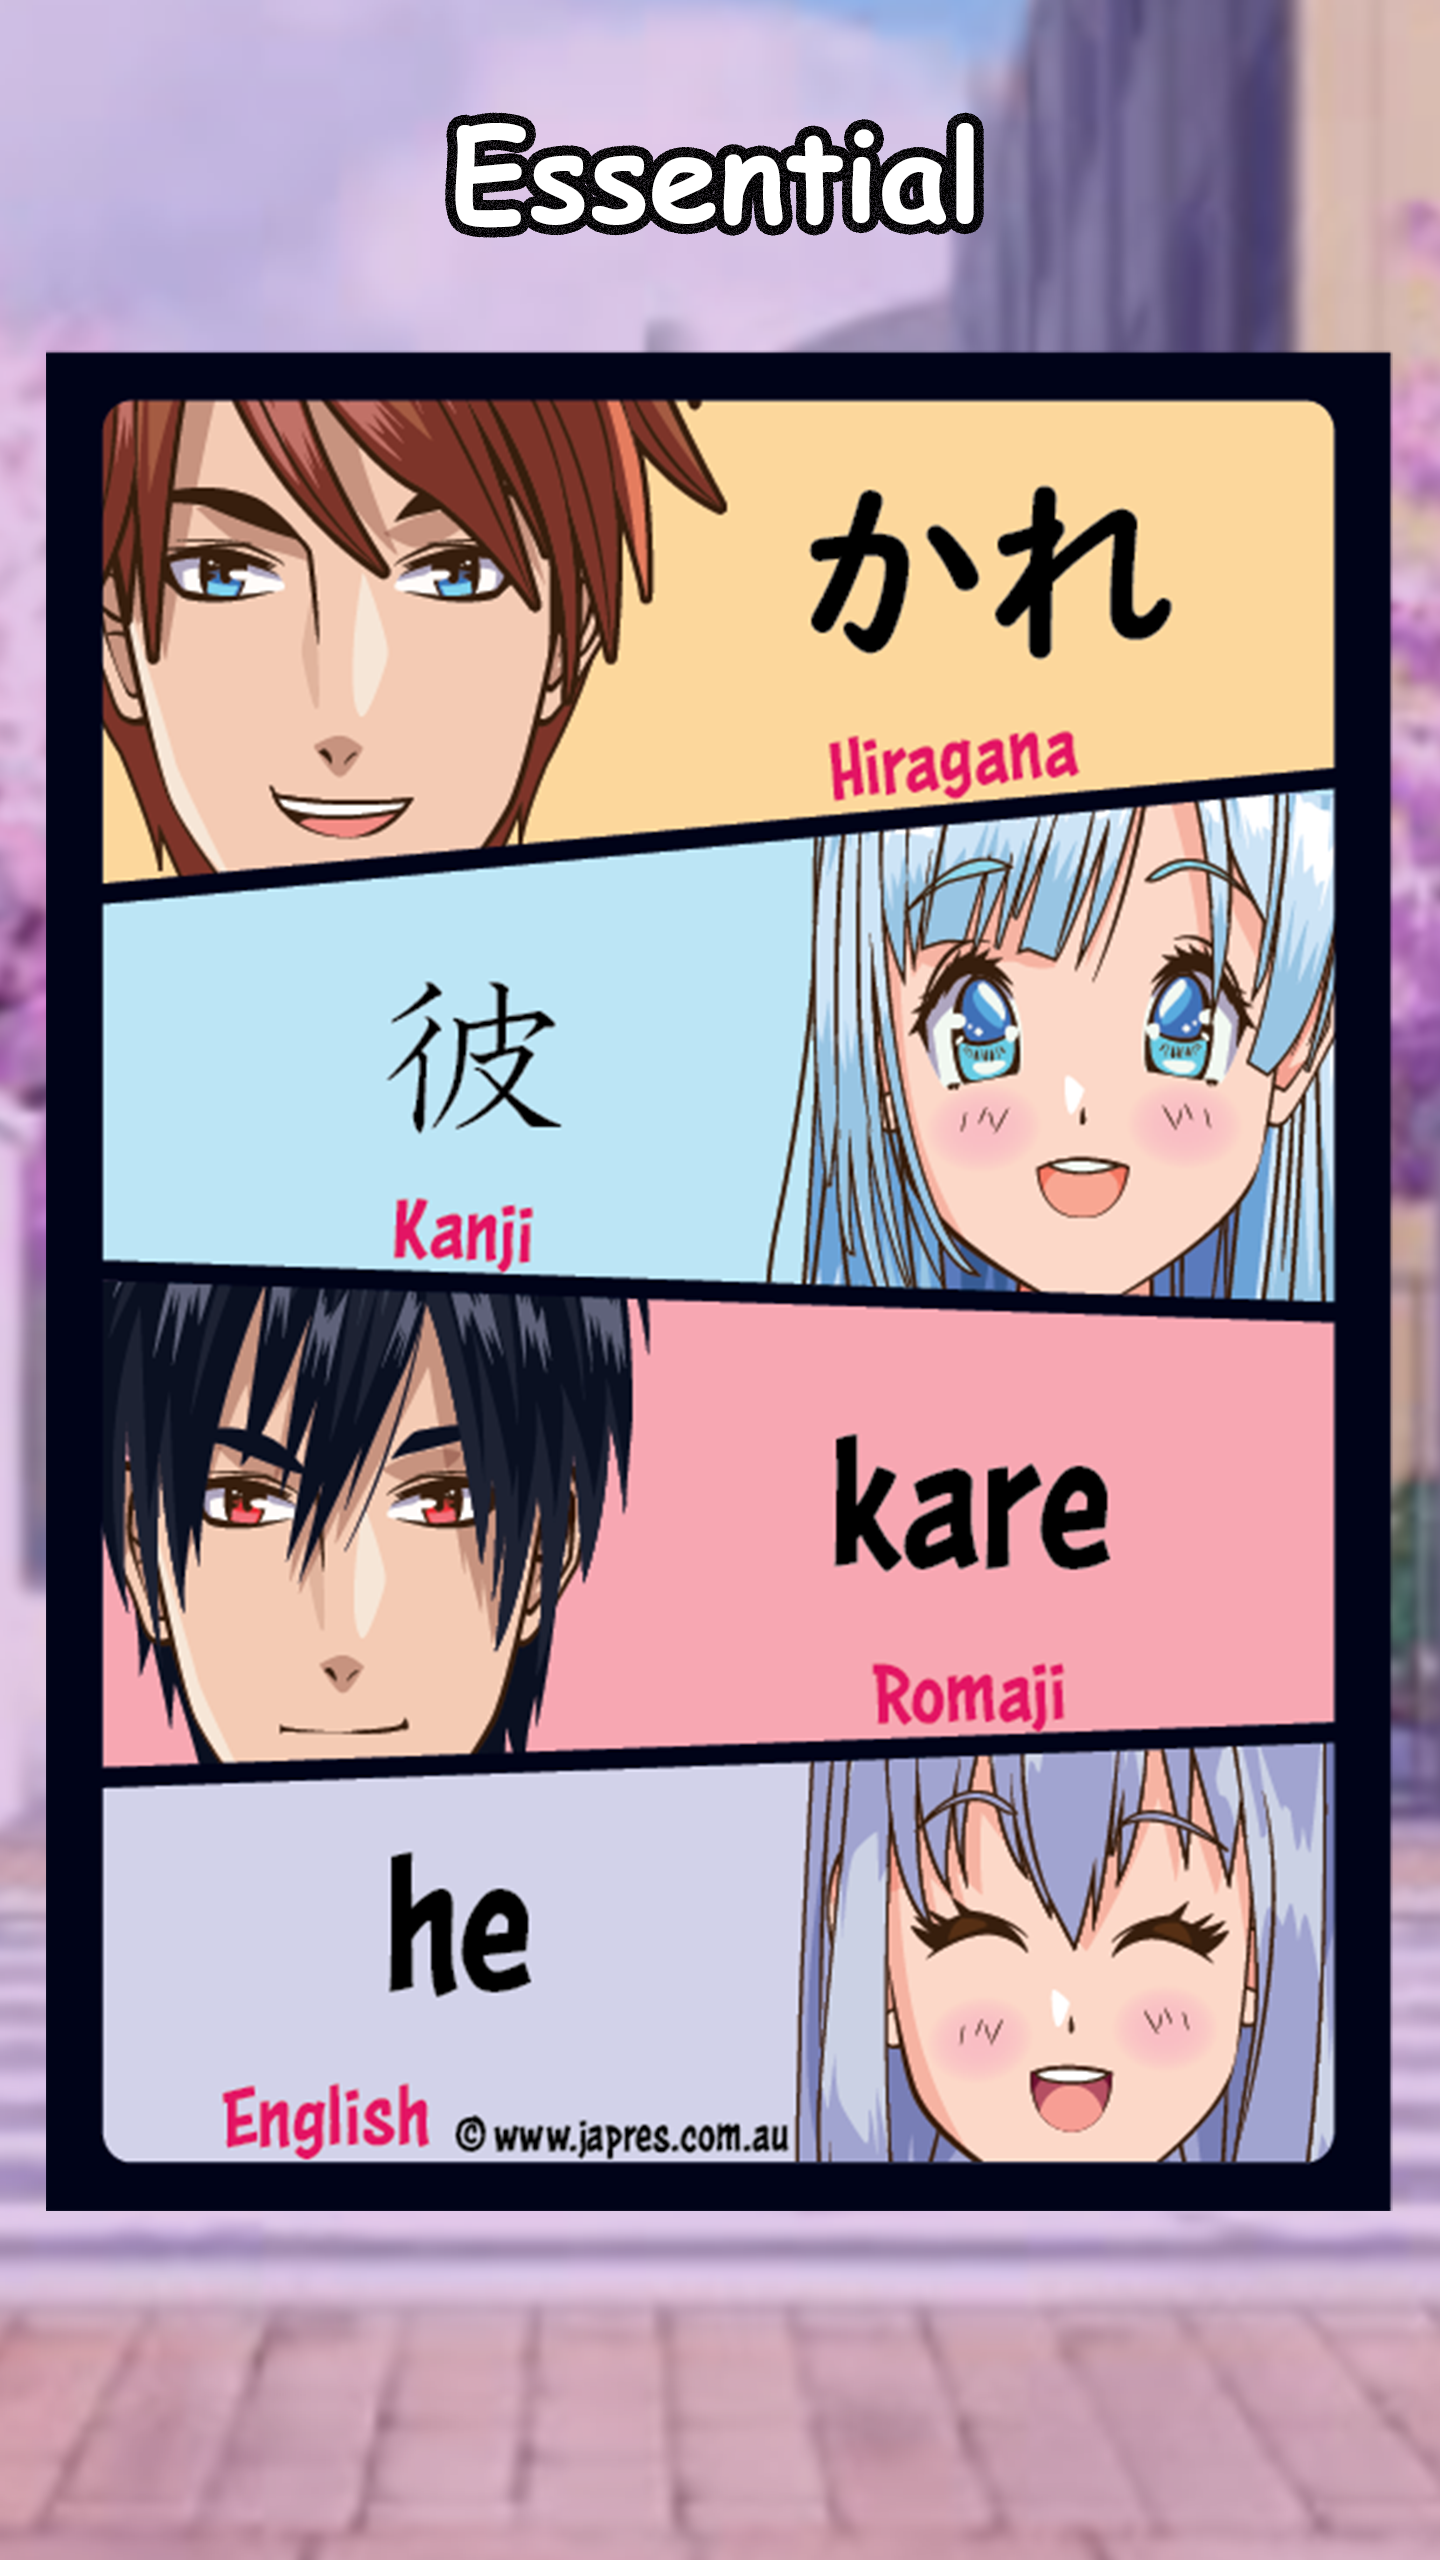 Essential
かれ
Hiragana
彼
Kanji
kare
Romaji
he
English
© www.japres.com.au